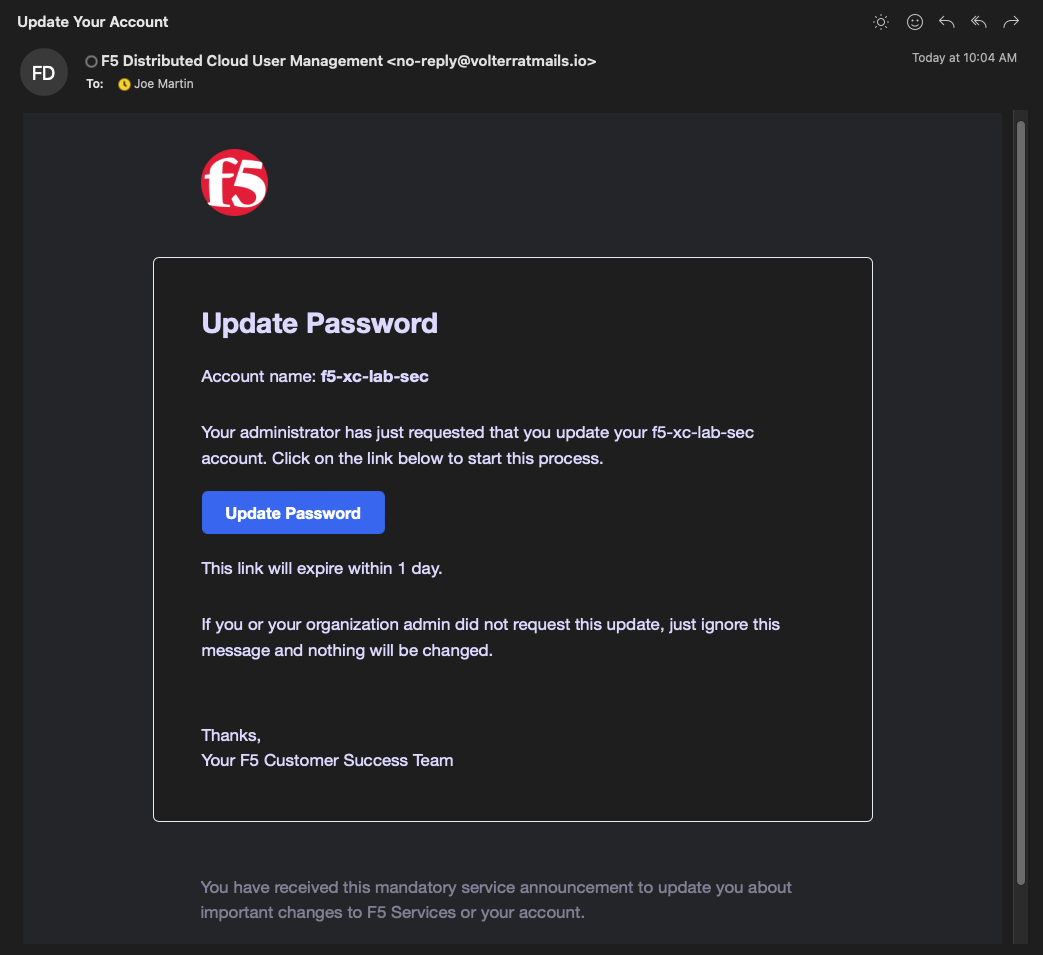 Update Your Account
FD
F5 Distributed Cloud User Management <no-reply@volterratmails.io>
Today at 10:04 AM
To: Joe Martin
f5
Update Password
Account name: f5-xc-lab-sec
Your administrator has just requested that you update your f5-xc-lab-sec
account. Click on the link below to start this process.
Update Password
This link will expire within 1 day.
If you or your organization admin did not request this update, just ignore this
message and nothing will be changed.
Thanks,
Your F5 Customer Success Team
You have received this mandatory service announcement to update you about
important changes to F5 Services or your account.